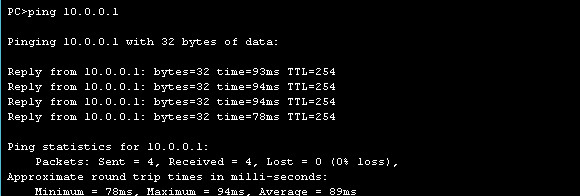 PC>ping 10.0.0.1
Pinging 10.0.0.1 with 32 bytes of data:
Reply from 10.0.0.1: bytes=32 time=93ms TTL=254
Reply from 10.0.0.1: bytes=32 time=94ms TTL=254
Reply from 10.0.0.1: bytes=32 time=94ms TTL=254
Reply from 10.0.0.1: bytes=32 time=78ms TTL=254
Ping statistics for 10.0.0.1:
Packets: Sent = 4, Received = 4, Lost = 0 (0% loss),
Approximate round trip times in milli-seconds:
Minimum = 78ms, Maximum = 94ms, Average = 89ms